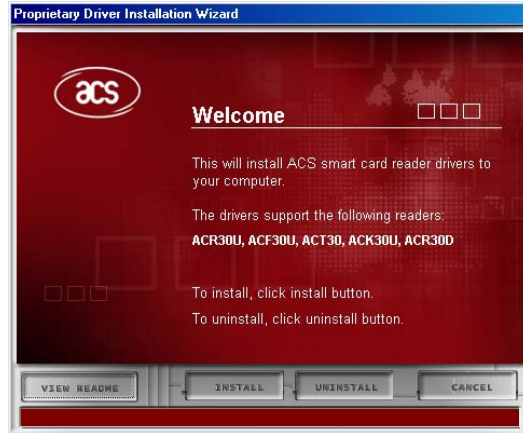 Proprietary Driver Installation Wizard
acs
Welcome
This will install ACS smart card reader drivers to
your computer.
The drivers support the following readers:
ACR30U, ACF30U, ACT30, ACK30U, ACR30D
To install, click install button.
To uninstall, click uninstall button.
VIEW README
INSTALL
UNINSTALL
CANCEL